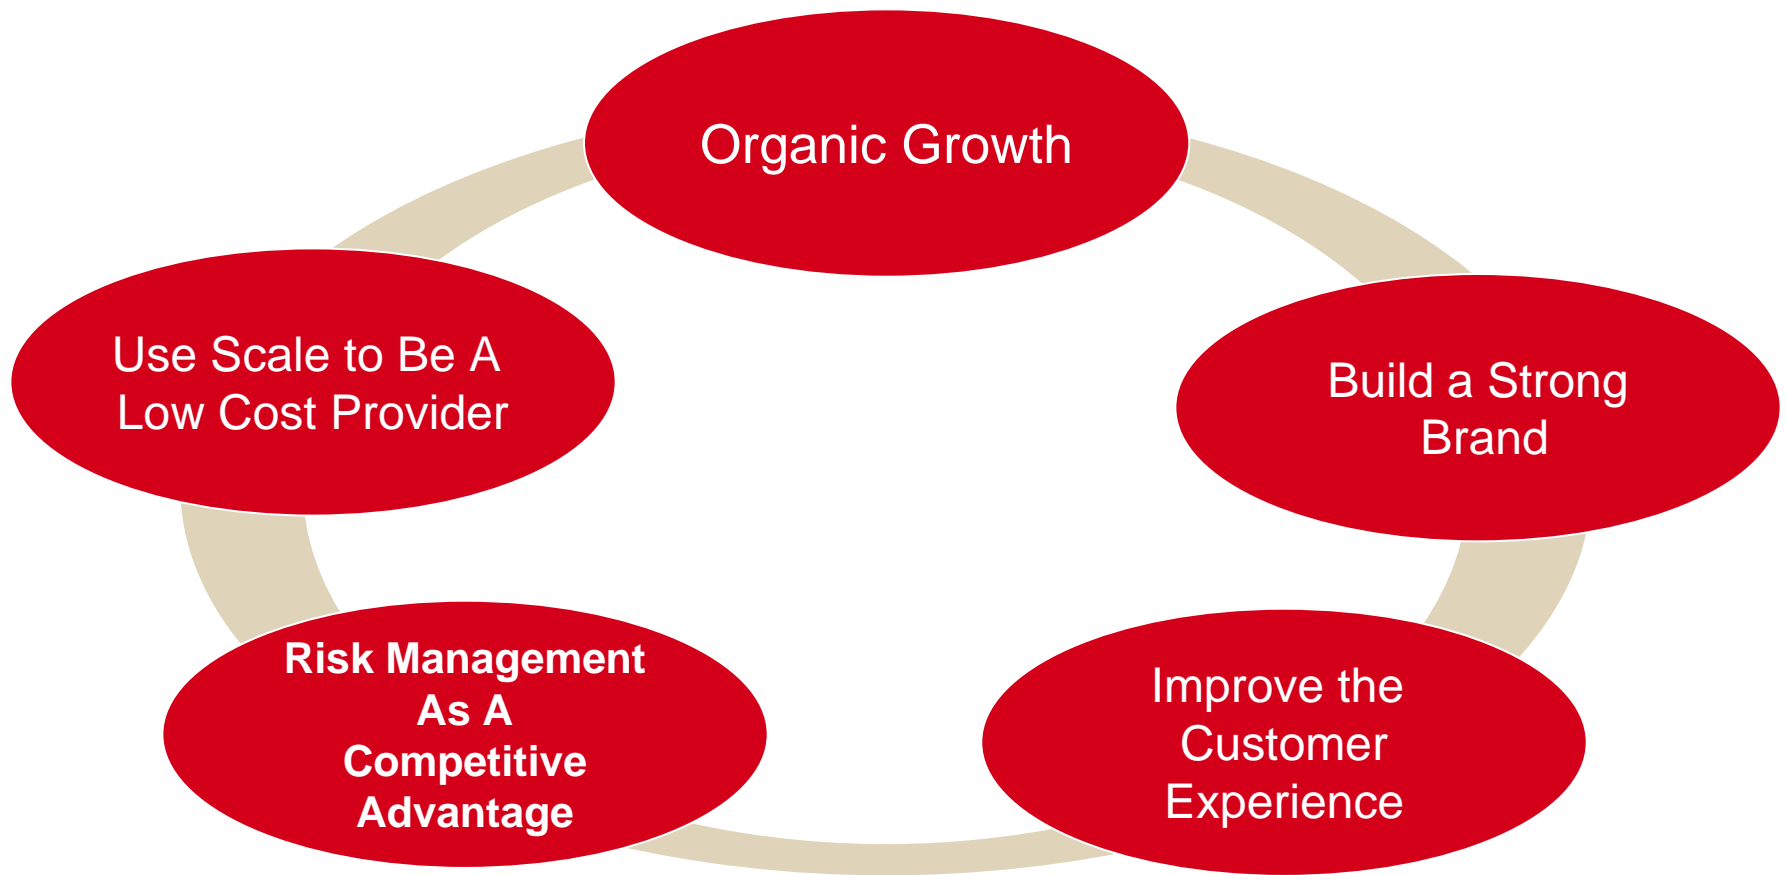 Organic Growth
Use Scale to Be A
Low Cost Provider
Build a Strong
Brand
Risk Management
As A
Competitive
Advantage
Improve the
Customer
Experience